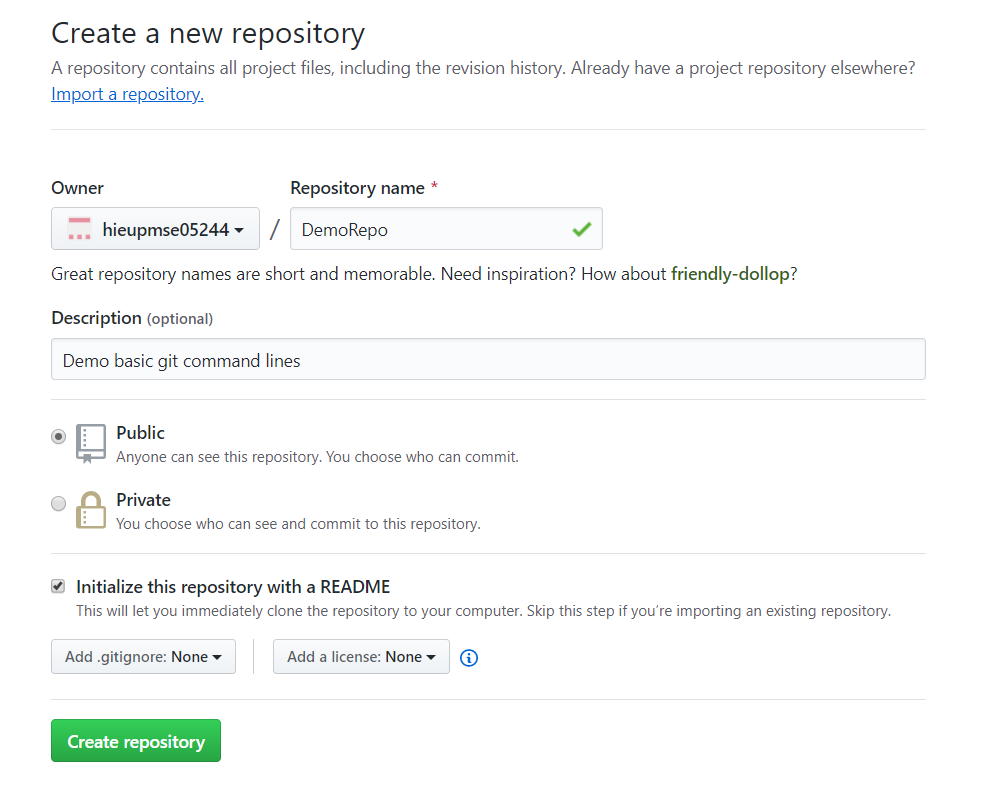 Create a new repository
A repository contains all project files, including the revision history. Already have a project repository elsewhere?
Import a repository.
Owner
Repository name *
hieupmse05244 / DemoRepo
Great repository names are short and memorable. Need inspiration? How about friendly-dollop?
Description (optional)
Demo basic git command lines
Public
Anyone can see this repository. You choose who can commit.
Private
You choose who can see and commit to this repository.
Initialize this repository with a README
This will let you immediately clone the repository to your computer. Skip this step if you’re importing an existing repository.
Add .gitignore: None
Add a license: None
Create repository